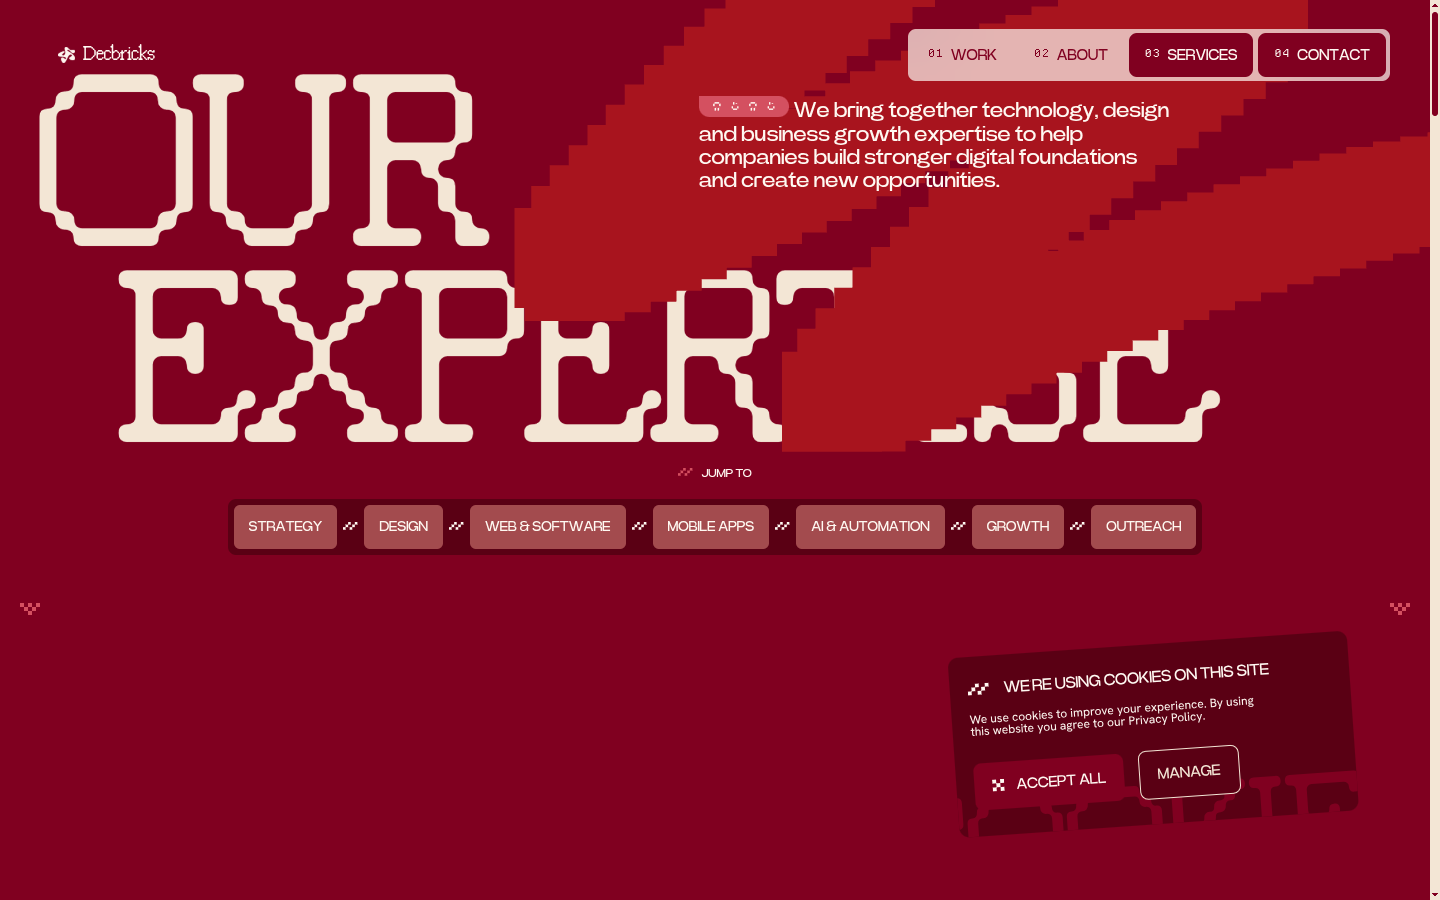 Decbricks
01 WORK
02 ABOUT
03 SERVICES
04 CONTACT
OUR
We bring together technology, design
and business growth expertise to help
companies build stronger digital foundations
and create new opportunities.
JUMP TO
STRATEGY
DESIGN
WEB & SOFTWARE
MOBILE APPS
AI & AUTOMATION
GROWTH
OUTREACH
WE'RE USING COOKIES ON THIS SITE
We use cookies to improve your experience. By using
this website you agree to our Privacy Policy.
ACCEPT ALL
MANAGE